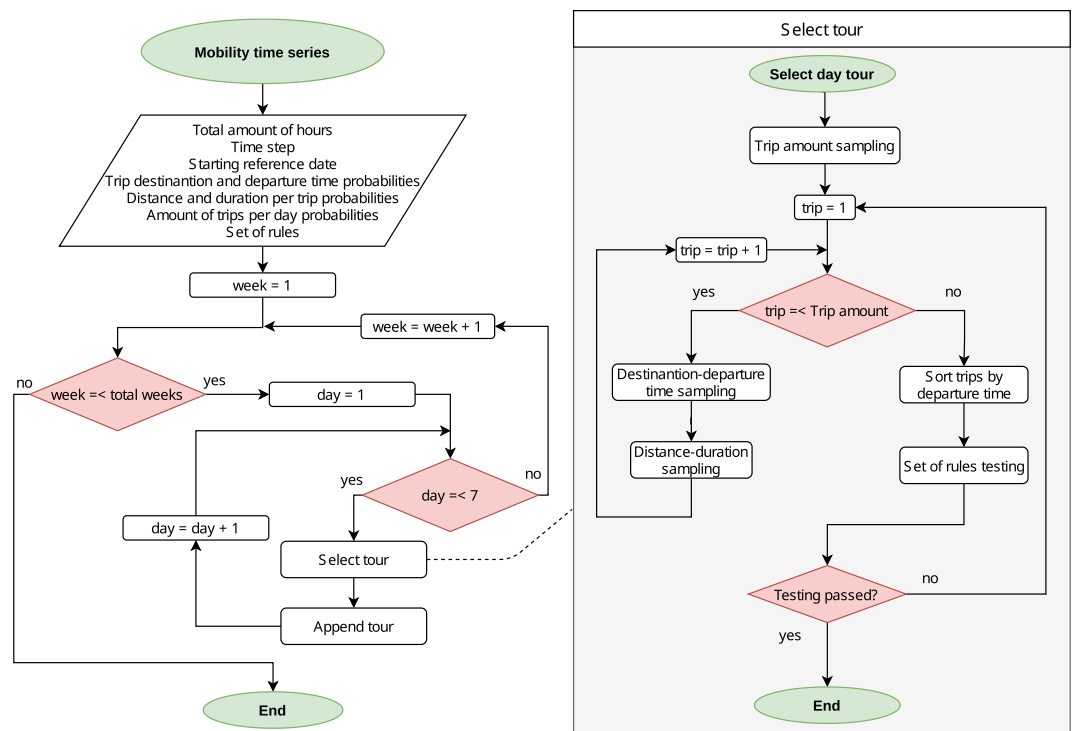 Mobility time series
Total amount of hours
Time step
Starting reference date
Trip destinantion and departure time probabilities
Distance and duration per trip probabilities
Amount of trips per day probabilities
Set of rules
week = 1
week = week + 1
no
week =< total weeks
yes
day = 1
yes
day =< 7
no
day = day + 1
Select tour
Append tour
End
Select tour
Select day tour
Trip amount sampling
trip = 1
trip = trip + 1
yes
trip =< Trip amount
no
Destinantion-departure
time sampling
Sort trips by
departure time
Distance-duration
sampling
Set of rules testing
Testing passed?
no
yes
End